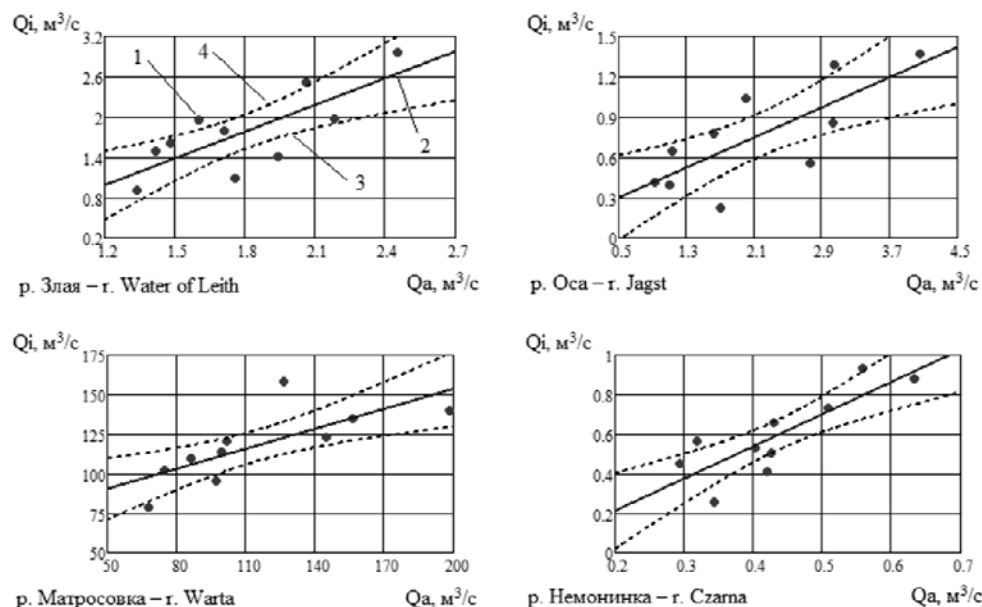 Qi, м³/с
3.2
2.6
2
1.4
0.8
0.2
1
4
2
3
1.2 1.5 1.8 2.1 2.4 2.7
р. Злая – r. Water of Leith Qa, м³/с
Qi, м³/с
1.5
1.2
0.9
0.6
0.3
0
0.5 1.3 2.1 2.9 3.7 4.5
р. Оса – r. Jagst Qa, м³/с
Qi, м³/с
175
150
125
100
75
50
50 80 110 140 170 200
р. Матросовка – r. Warta Qa, м³/с
Qi, м³/с
1
0.8
0.6
0.4
0.2
0
0.2 0.3 0.4 0.5 0.6 0.7
р. Немонинка – r. Czarna Qa, м³/с